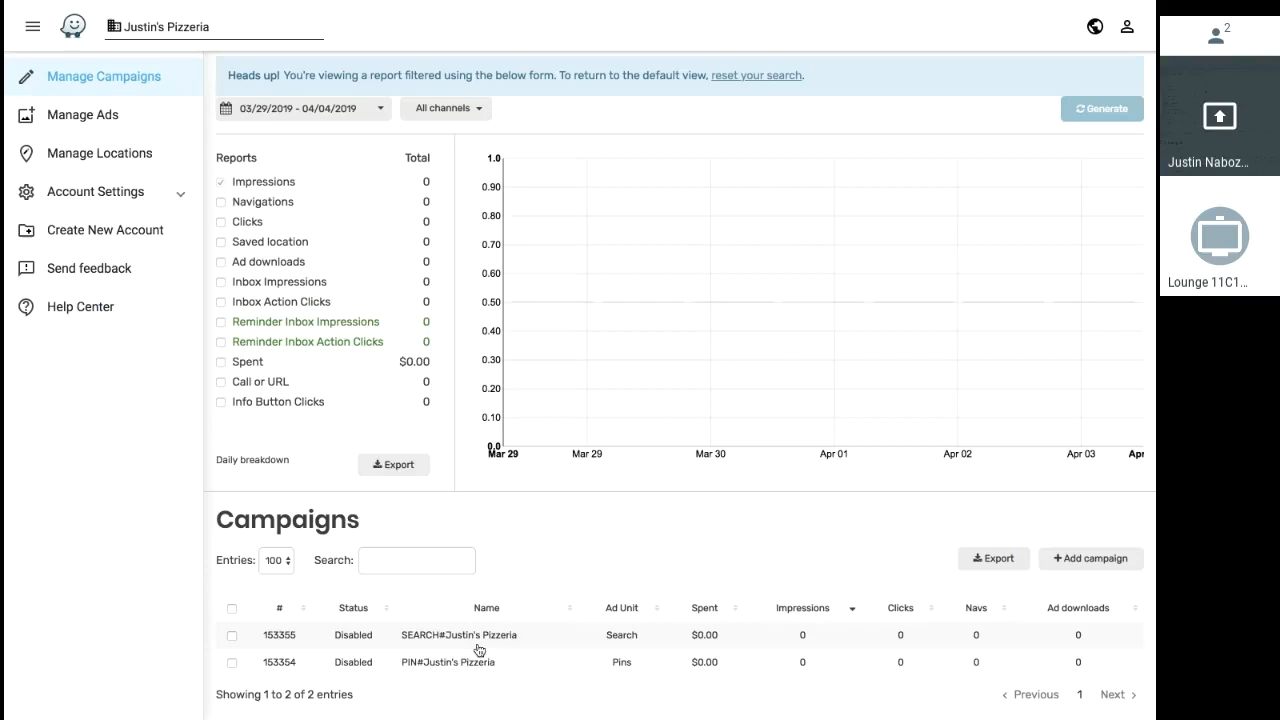 Justin's Pizzeria
2
Manage Campaigns
Manage Ads
Manage Locations
Account Settings
Create New Account
Send feedback
Help Center
Heads up! You're viewing a report filtered using the below form. To return to the default view, reset your search.
03/29/2019 - 04/04/2019 All channels Generate
Reports Total
Impressions 0
Navigations 0
Clicks 0
Saved location 0
Ad downloads 0
Inbox Impressions 0
Inbox Action Clicks 0
Reminder Inbox Impressions 0
Reminder Inbox Action Clicks 0
Spent $0.00
Call or URL 0
Info Button Clicks 0
Daily breakdown Export
1.0
0.90
0.80
0.70
0.60
0.50
0.40
0.30
0.20
0.10
0.0
Mar 29 Mar 29 Mar 30 Apr 01 Apr 02 Apr 03 Apr
Campaigns
Entries: 100 Search: Export + Add campaign
# Status Name Ad Unit Spent Impressions Clicks Navs Ad downloads
153355 Disabled SEARCH#Justin's Pizzeria Search $0.00 0 0 0 0
153354 Disabled PIN#Justin's Pizzeria Pins $0.00 0 0 0 0
Showing 1 to 2 of 2 entries ‹ Previous 1 Next ›
Justin Naboz...
Lounge 11C1...